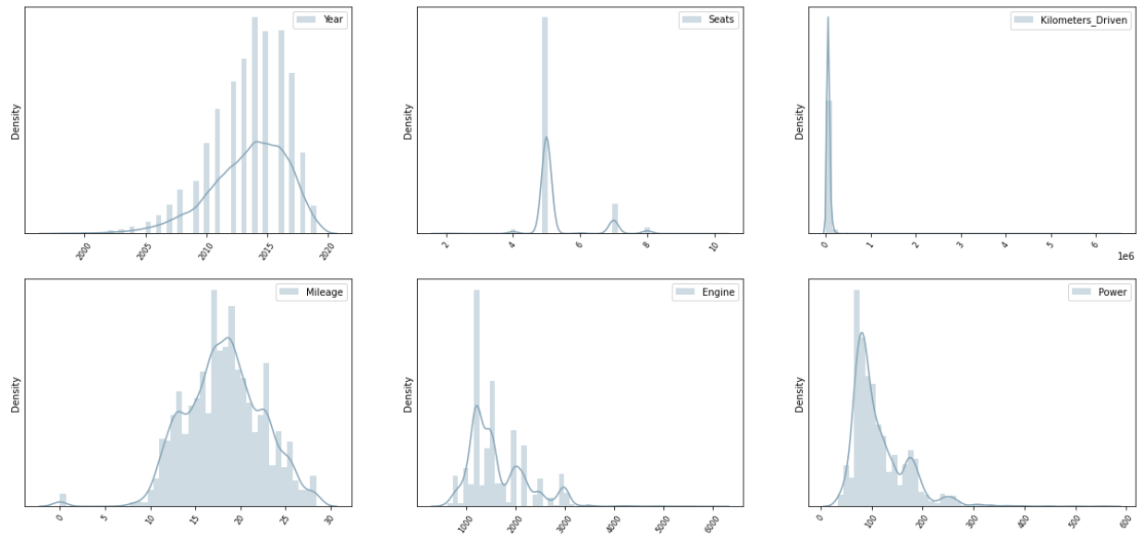 Year
Density
2000
2005
2010
2015
2020
Seats
Density
2
4
6
8
10
Kilometers_Driven
Density
0
1
2
3
4
5
6
1e6
Mileage
Density
0
5
10
15
20
25
30
Engine
Density
1000
2000
3000
4000
5000
6000
Power
Density
0
100
200
300
400
500
600